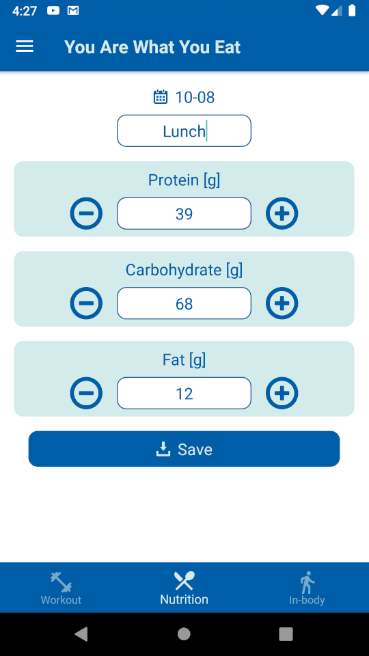 4:27
You Are What You Eat
10-08
Lunch
Protein [g]
39
Carbohydrate [g]
68
Fat [g]
12
Save
Workout
Nutrition
In-body